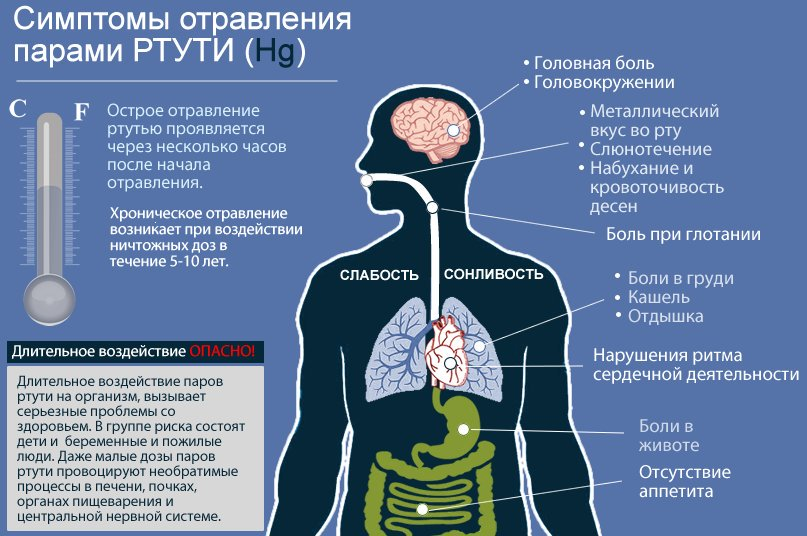 Симптомы отравления
парами РТУТИ (Hg)
C F
Острое отравление
ртутью проявляется
через несколько часов
после начала
отравления.
Хроническое отравление
возникает при воздействии
ничтожных доз в
течение 5-10 лет.
• Головная боль
• Головокружении
• Металлический
вкус во рту
• Слюнотечение
• Набухание и
кровоточивость
десен
Боль при глотании
СЛАБОСТЬ СОНЛИВОСТЬ
• Боли в груди
• Кашель
• Отдышка
Нарушения ритма
сердечной деятельности
Боли в
животе
Отсутствие
аппетита
Длительное воздействие ОПАСНО!
Длительное воздействие паров
ртути на организм, вызывает
серьезные проблемы со
здоровьем. В группе риска состоят
дети и беременные и пожилые
люди. Даже малые дозы паров
ртути провоцируют необратимые
процессы в печени, почках,
органах пищеварения и
центральной нервной системе.